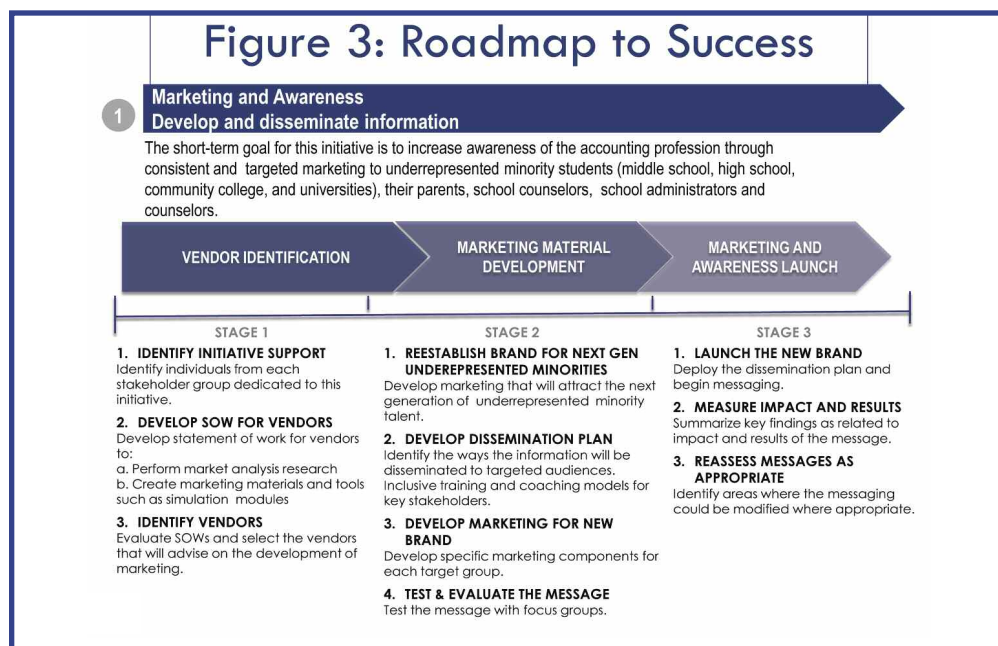 Figure 3: Roadmap to Success
1
Marketing and Awareness
Develop and disseminate information
The short-term goal for this initiative is to increase awareness of the accounting profession through
consistent and targeted marketing to underrepresented minority students (middle school, high school,
community college, and universities), their parents, school counselors, school administrators and
counselors.
VENDOR IDENTIFICATION
MARKETING MATERIAL
DEVELOPMENT
MARKETING AND
AWARENESS LAUNCH
STAGE 1
1. IDENTIFY INITIATIVE SUPPORT
Identify individuals from each
stakeholder group dedicated to this
initiative.
2. DEVELOP SOW FOR VENDORS
Develop statement of work for vendors
to:
a. Perform market analysis research
b. Create marketing materials and tools
such as simulation modules
3. IDENTIFY VENDORS
Evaluate SOWs and select the vendors
that will advise on the development of
marketing.
STAGE 2
1. REESTABLISH BRAND FOR NEXT GEN
UNDEREPRESENTED MINORITIES
Develop marketing that will attract the next
generation of underrepresented minority
talent.
2. DEVELOP DISSEMINATION PLAN
Identify the ways the information will be
disseminated to targeted audiences.
Inclusive training and coaching models for
key stakeholders.
3. DEVELOP MARKETING FOR NEW
BRAND
Develop specific marketing components for
each target group.
4. TEST & EVALUATE THE MESSAGE
Test the message with focus groups.
STAGE 3
1. LAUNCH THE NEW BRAND
Deploy the dissemination plan and
begin messaging.
2. MEASURE IMPACT AND RESULTS
Summarize key findings as related to
impact and results of the message.
3. REASSESS MESSAGES AS
APPROPRIATE
Identify areas where the messaging
could be modified where appropriate.